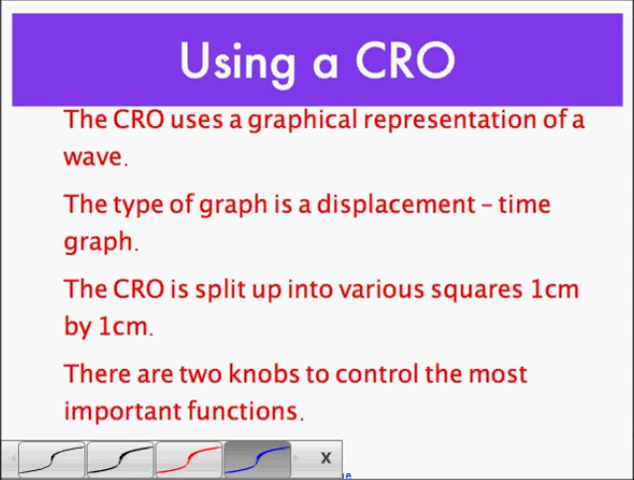 Using a CRO
The CRO uses a graphical representation of a
wave.
The type of graph is a displacement – time
graph.
The CRO is split up into various squares 1cm
by 1cm.
There are two knobs to control the most
important functions.
x